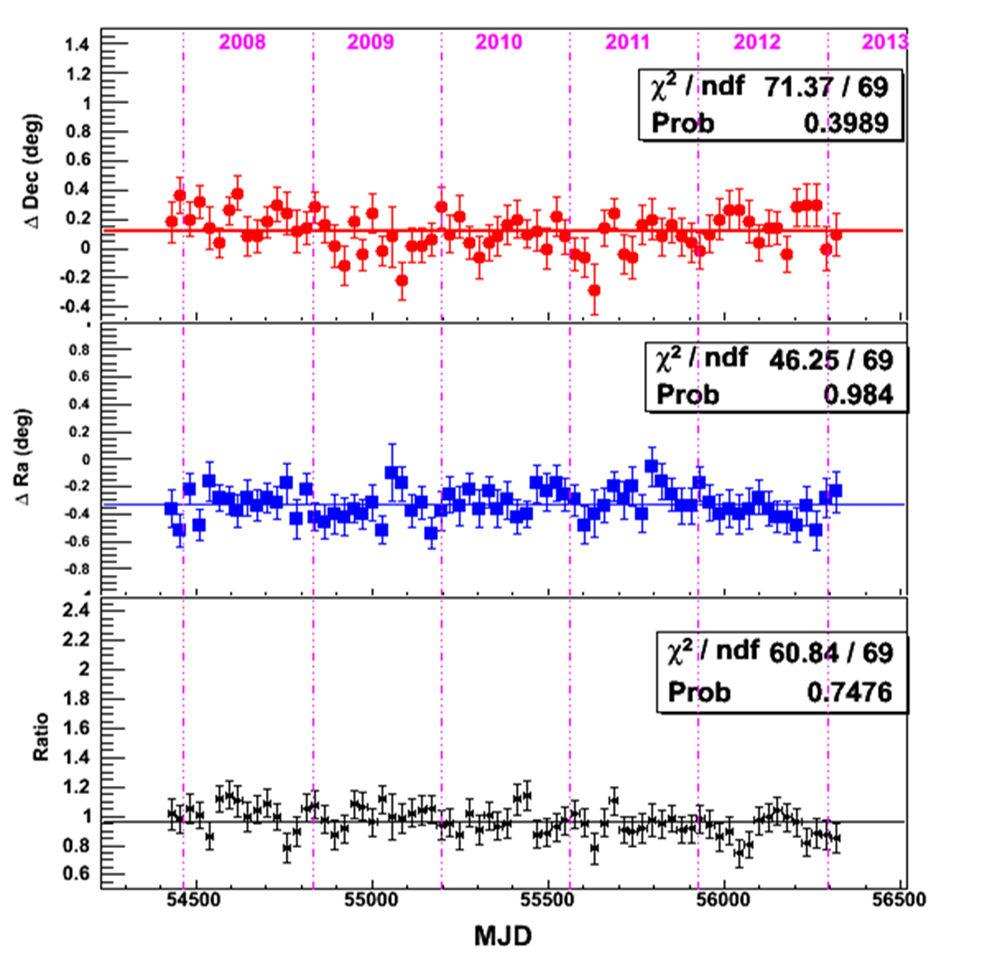 2008 2009 2010 2011 2012 2013
1.4
1.2
1
0.8
0.6
0.4
0.2
0
-0.2
-0.4
Δ Dec (deg)
χ² / ndf 71.37 / 69
Prob 0.3989
0.8
0.6
0.4
0.2
0
-0.2
-0.4
-0.6
-0.8
Δ Ra (deg)
χ² / ndf 46.25 / 69
Prob 0.984
2.4
2.2
2
1.8
1.6
1.4
1.2
1
0.8
0.6
Ratio
χ² / ndf 60.84 / 69
Prob 0.7476
54500 55000 55500 56000 56500
MJD